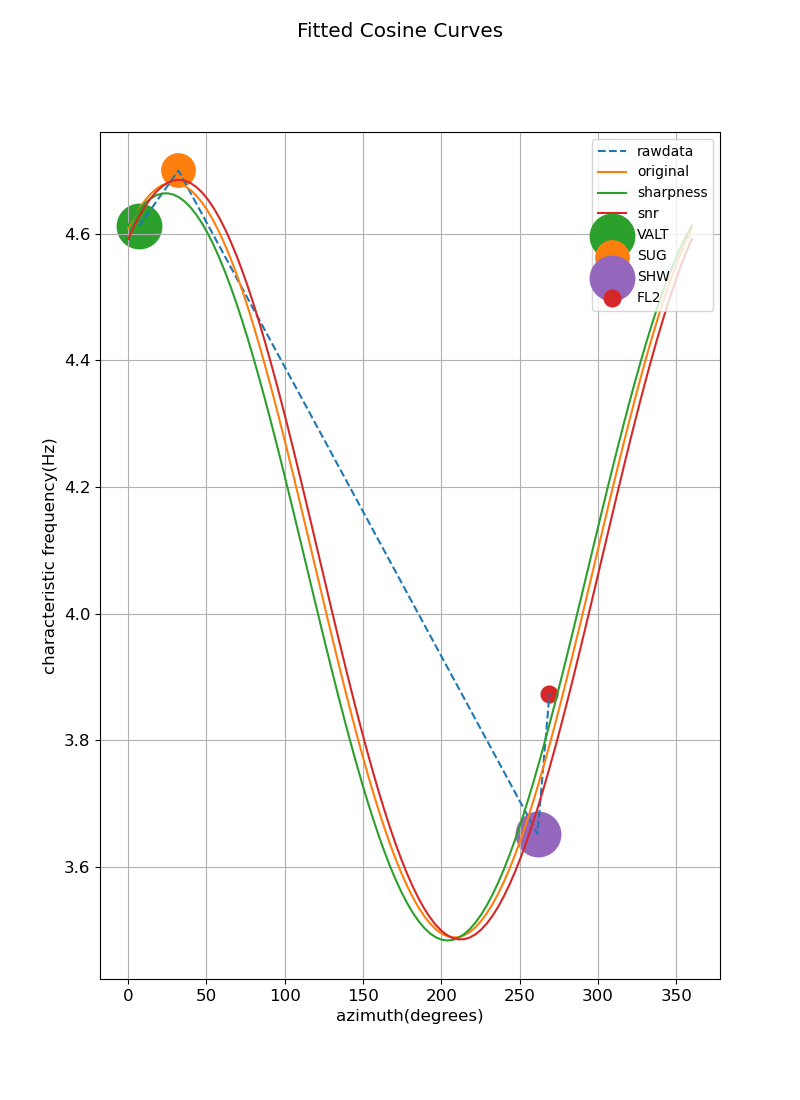 Fitted Cosine Curves
rawdata
original
sharpness
snr
VALT
SUG
SHW
FL2
characteristic frequency(Hz)
4.6
4.4
4.2
4.0
3.8
3.6
0 50 100 150 200 250 300 350
azimuth(degrees)